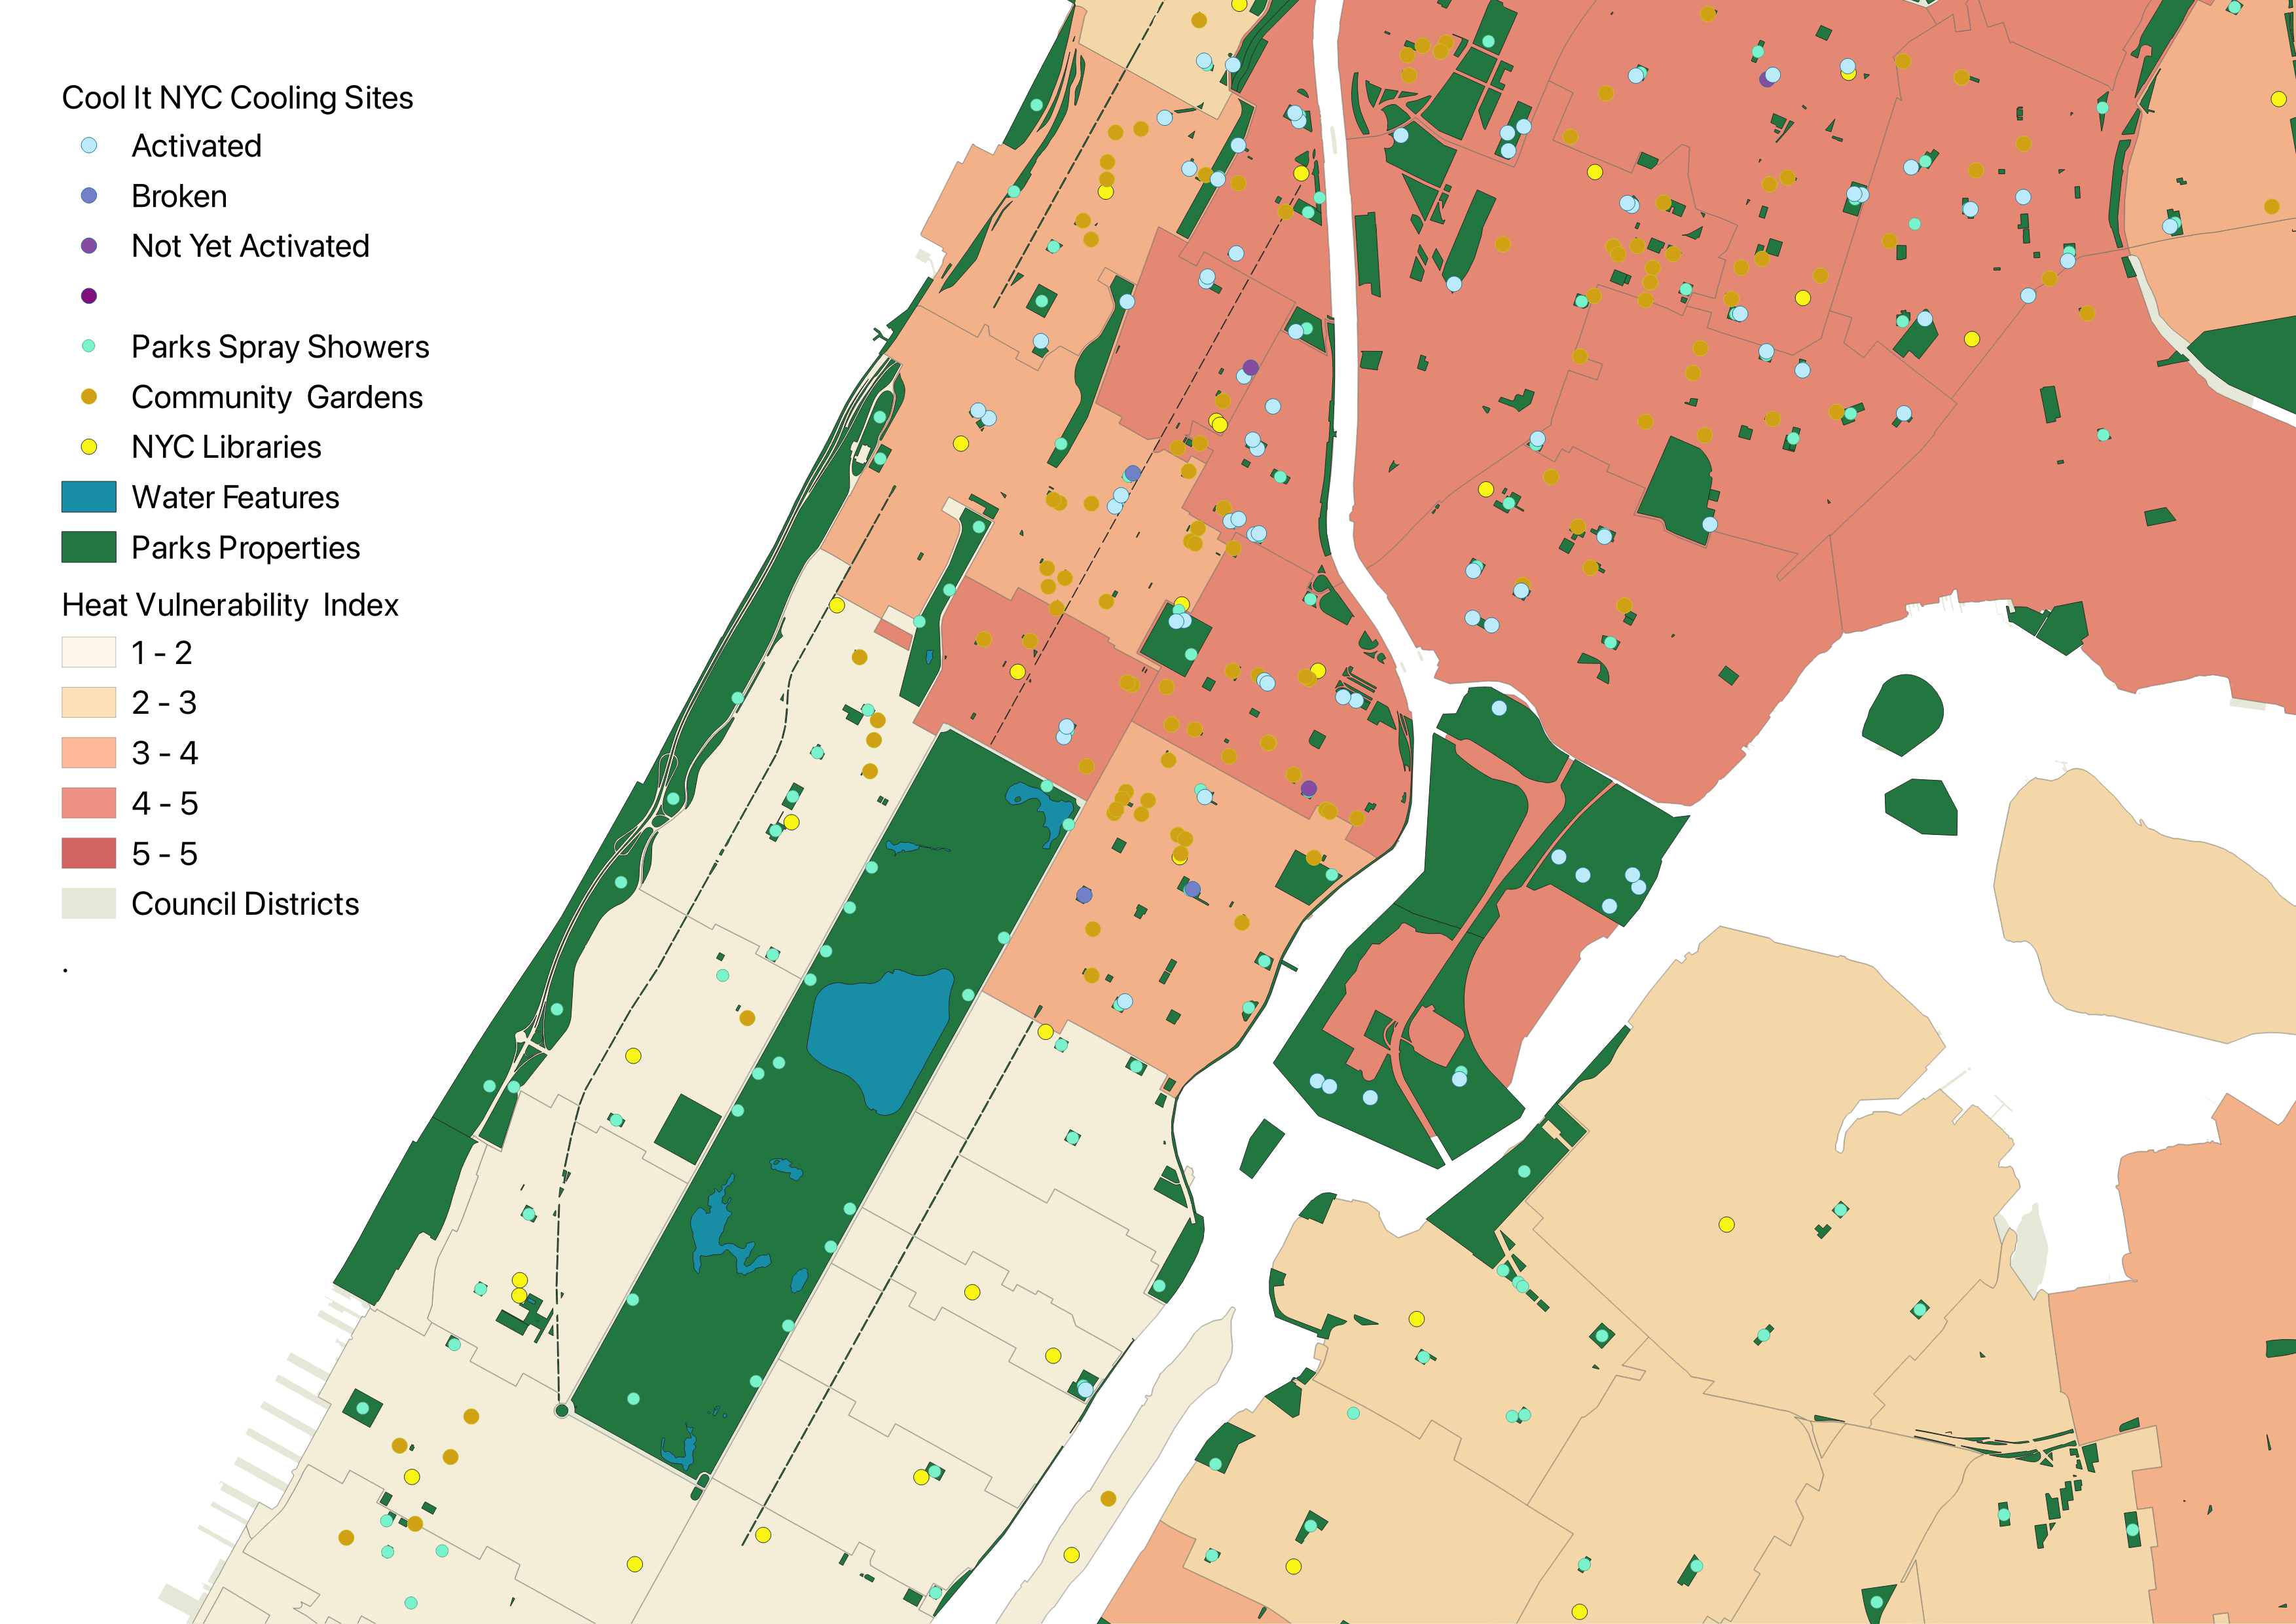 Cool It NYC Cooling Sites
Activated
Broken
Not Yet Activated
Parks Spray Showers
Community Gardens
NYC Libraries
Water Features
Parks Properties
Heat Vulnerability Index
1 - 2
2 - 3
3 - 4
4 - 5
5 - 5
Council Districts
.